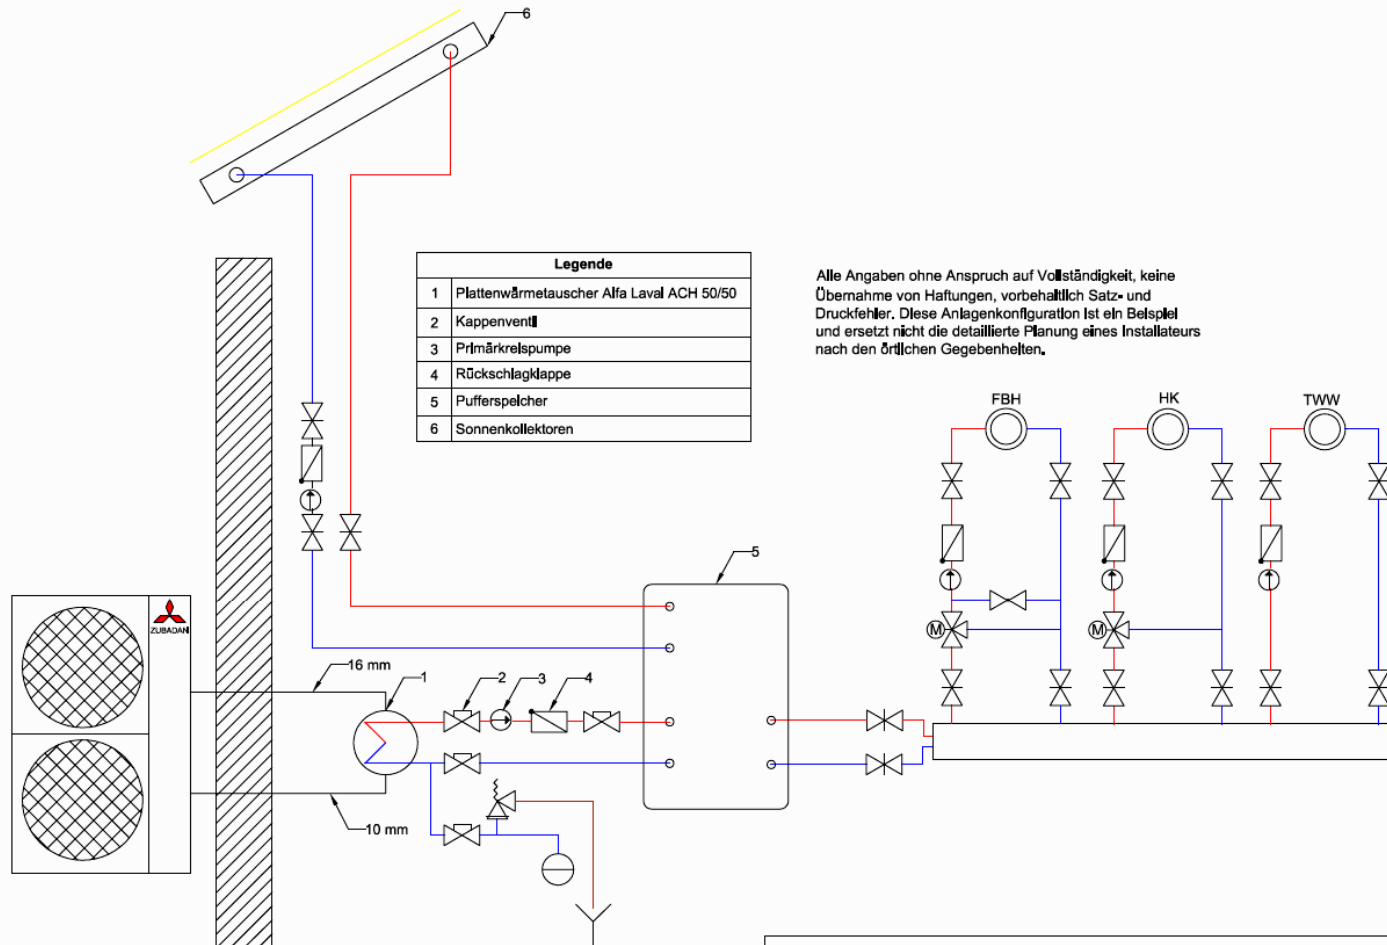 6
Legende
1 Plattenwärmetauscher Alfa Laval ACH 50/50
2 Kappenventil
3 Primärkreispumpe
4 Rückschlagklappe
5 Pufferspeicher
6 Sonnenkollektoren
Alle Angaben ohne Anspruch auf Vollständigkeit, keine
Übernahme von Haftungen, vorbehaltlich Satz- und
Druckfehler. Diese Anlagenkonfiguration ist ein Beispiel
und ersetzt nicht die detaillierte Planung eines Installateurs
nach den örtlichen Gegebenheiten.
FBH
HK
TWW
5
ZUBADAN
M
M
16 mm
1
2
3
4
10 mm